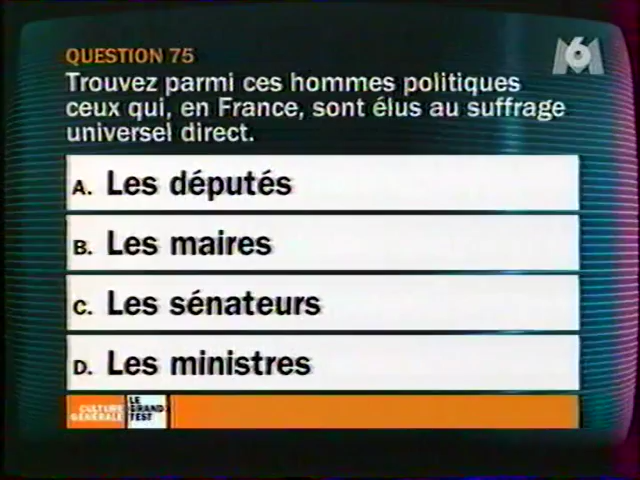 QUESTION 75
Trouvez parmi ces hommes politiques
ceux qui, en France, sont élus au suffrage
universel direct.
A. Les députés
B. Les maires
C. Les sénateurs
D. Les ministres
CULTURE
GÉNÉRALE
LE
GRAND
TEST
M6